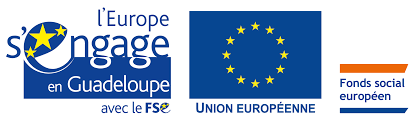 l'Europe
s'engage
en Guadeloupe
avec le FSe
UNION EUROPÉENNE
Fonds social
européen